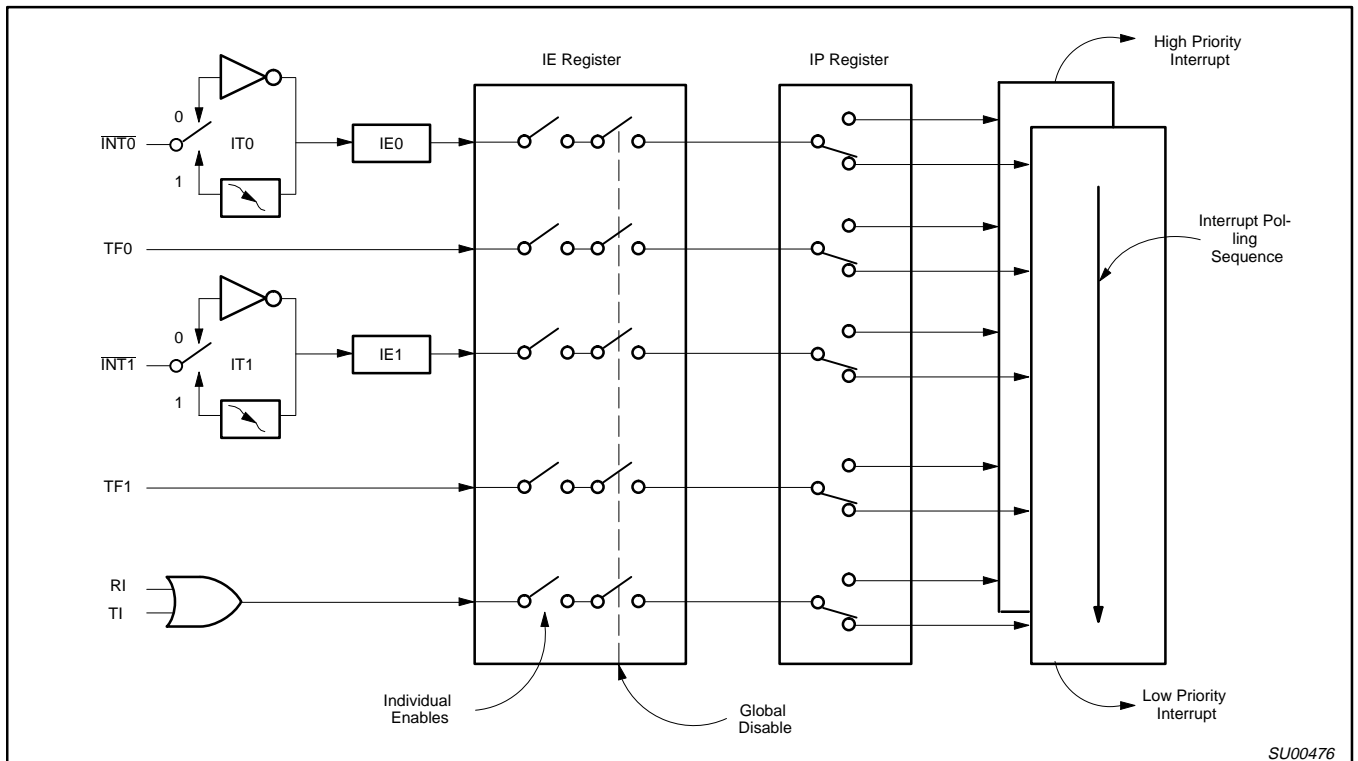 High Priority
Interrupt
IE Register
IP Register
0
INT0
IT0
IE0
1
TF0
Interrupt Pol-
ling
Sequence
0
INT1
IT1
IE1
1
TF1
RI
TI
Individual
Enables
Global
Disable
Low Priority
Interrupt
SU00476